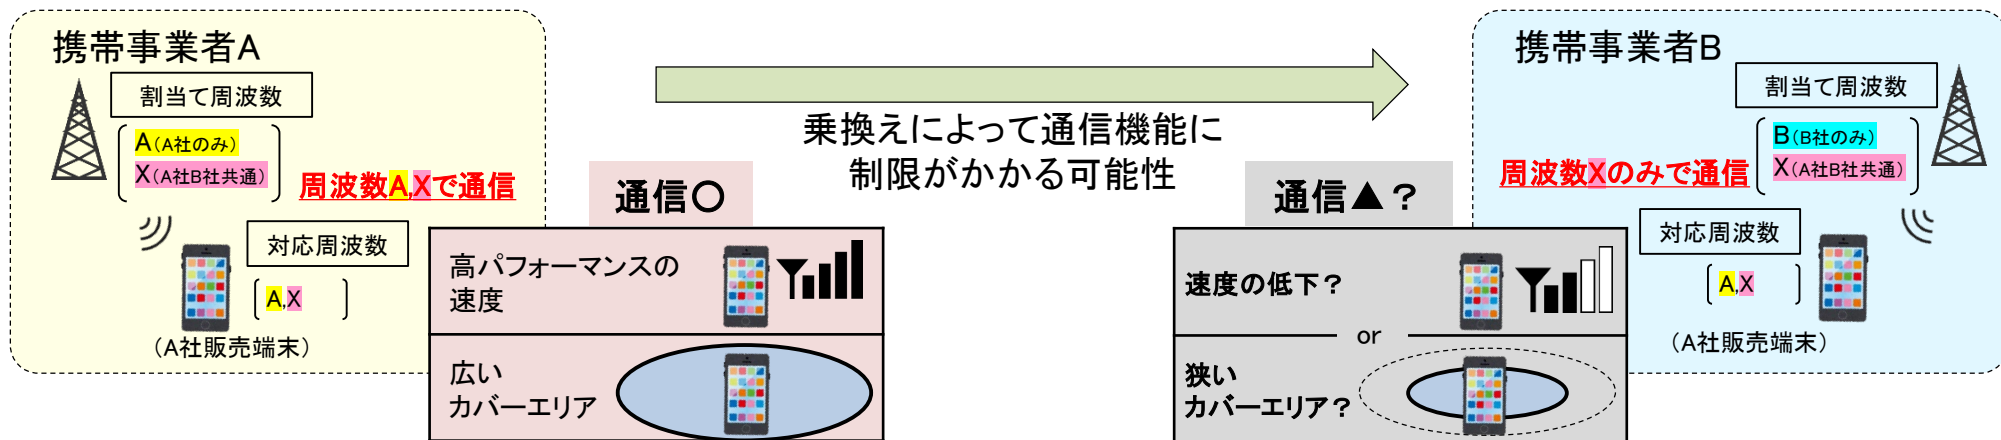 携帯事業者A
割当て周波数
A(A社のみ)
X(A社B社共通)
周波数A,Xで通信
対応周波数
A,X
(A社販売端末)
通信○
高パフォーマンスの
速度
広い
カバーエリア
乗換えによって通信機能に
制限がかかる可能性
通信▲？
速度の低下？
or
狭い
カバーエリア？
携帯事業者B
割当て周波数
B(B社のみ)
X(A社B社共通)
周波数Xのみで通信
対応周波数
A,X
(A社販売端末)